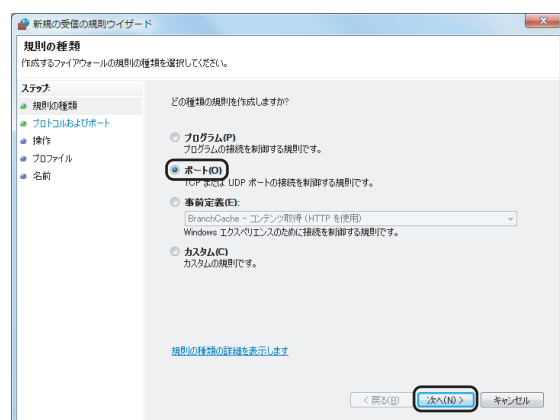 新規の受信の規則ウィザード
規則の種類
作成するファイアウォールの規則の種類を選択してください。
ステップ:
規則の種類
プロトコルおよびポート
操作
プロファイル
名前
どの種類の規則を作成しますか?
プログラム(P)
プログラムの接続を制御する規則です。
ポート(O)
TCP または UDP ポートの接続を制御する規則です。
事前定義(E):
BranchCache - コンテンツ取得 (HTTP を使用)
Windows エクスペリエンスのために接続を制御する規則です。
カスタム(C)
カスタムの規則です。
規則の種類の詳細を表示します
< 戻る(B) 次へ(N) > キャンセル